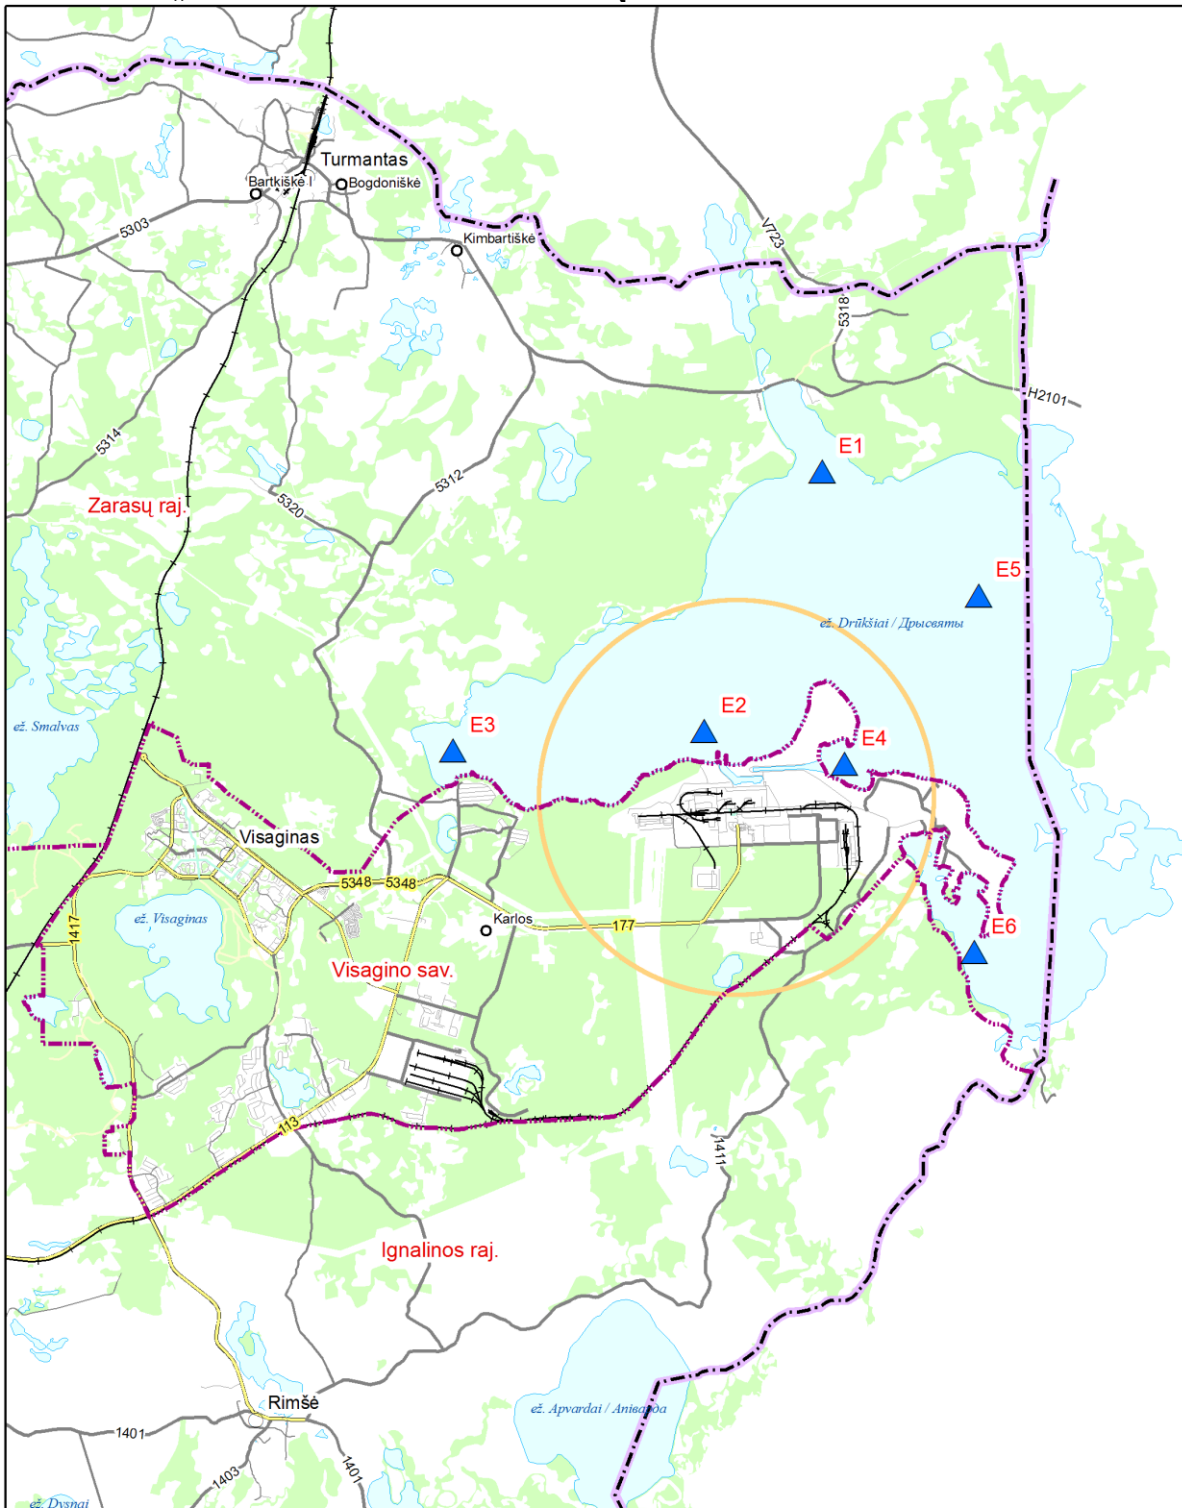 Turmantas
Bartkiškė I
Bogdoniškė
5303
Kimbartiškė
V723
5318
H2101
5314
E1
5312
Zarasų raj.
5320
E5
ež. Drūkšiai / Дрысвяты
E2
E3
ež. Smalvas
E4
Visaginas
5348
5348
ež. Visaginas
1417
Karlos
177
E6
Visagino sav.
113
1411
Ignalinos raj.
Rimšė
ež. Apvardai /
1401
1403
1401
ež. Dysnai